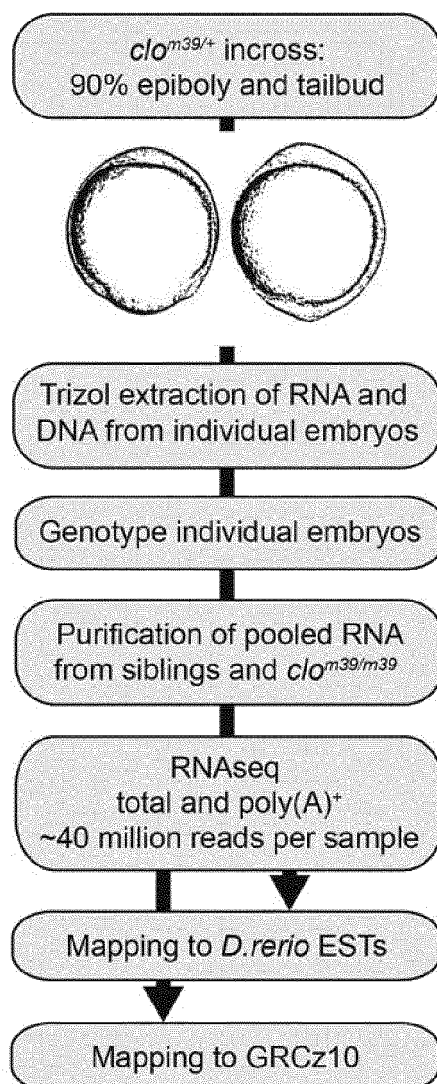 clo^m39/+ incross:
90% epiboly and tailbud
Trizol extraction of RNA and
DNA from individual embryos
Genotype individual embryos
Purification of pooled RNA
from siblings and clo^m39/m39
RNAseq
total and poly(A)⁺
~40 million reads per sample
Mapping to D.rerio ESTs
Mapping to GRCz10